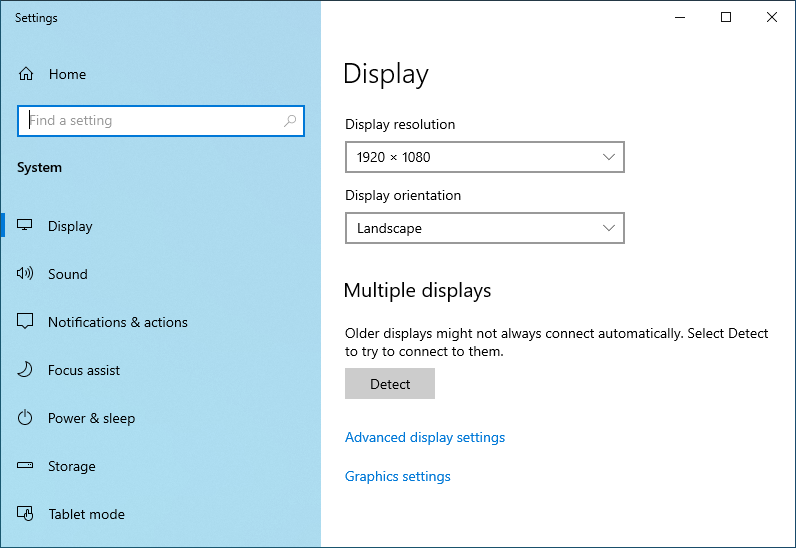 Settings
Home
Find a setting
System
Display
Sound
Notifications & actions
Focus assist
Power & sleep
Storage
Tablet mode
Display
Display resolution
1920 × 1080
Display orientation
Landscape
Multiple displays
Older displays might not always connect automatically. Select Detect
to try to connect to them.
Detect
Advanced display settings
Graphics settings